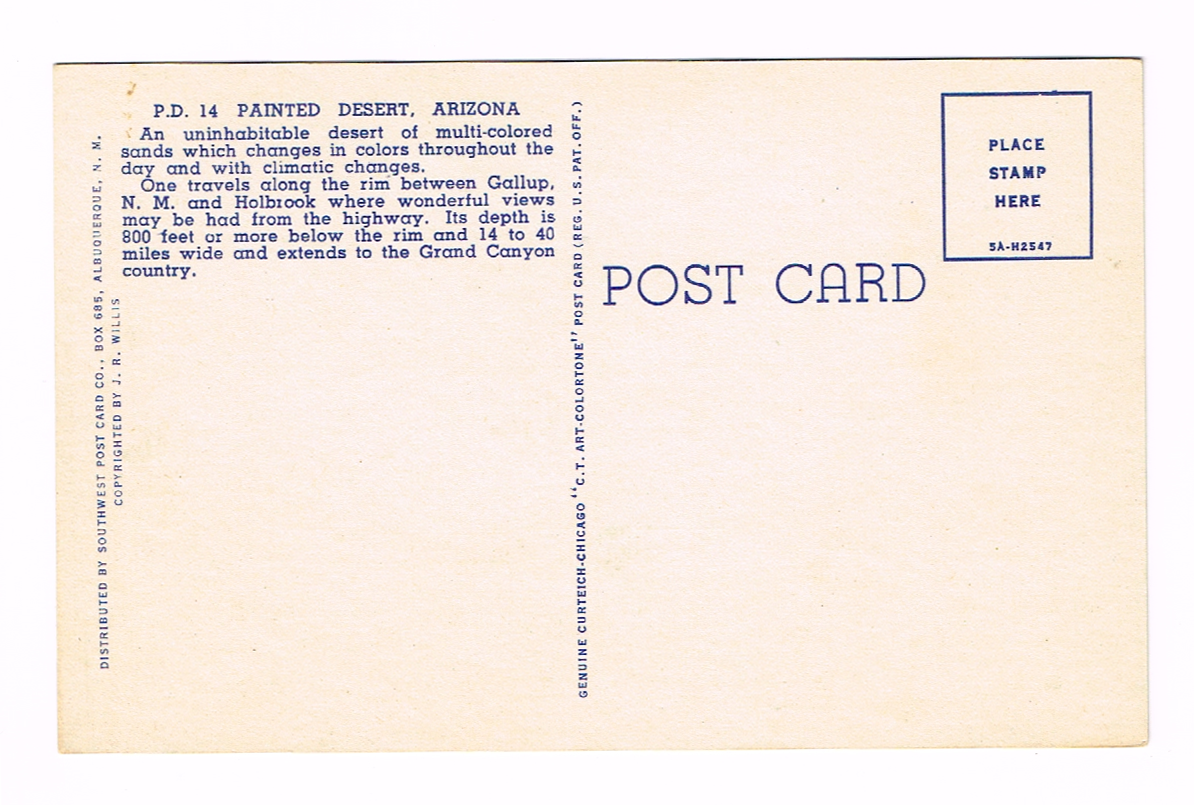 P.D. 14 PAINTED DESERT, ARIZONA
An uninhabitable desert of multi-colored
sands which changes in colors throughout the
day and with climatic changes.
One travels along the rim between Gallup,
N. M. and Holbrook where wonderful views
may be had from the highway. Its depth is
800 feet or more below the rim and 14 to 40
miles wide and extends to the Grand Canyon
country.
DISTRIBUTED BY SOUTHWEST POST CARD CO., BOX 685, ALBUQUERQUE, N. M.
COPYRIGHTED BY J. R. WILLIS
GENUINE CURTEICH-CHICAGO "C.T. ART-COLORTONE" POST CARD (REG. U.S. PAT. OFF.)
POST CARD
PLACE
STAMP
HERE
5A-H2547